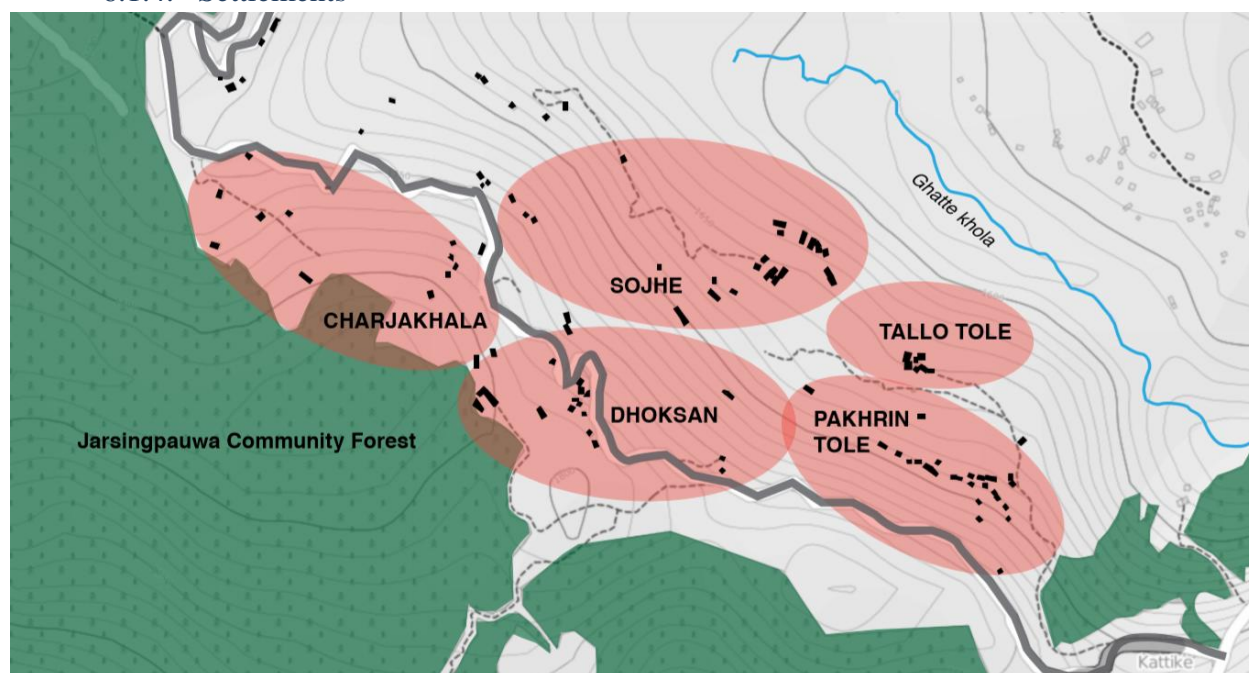 SOJHE
CHARJAKHALA
TALLO TOLE
DHOKSAN
PAKHRIN
TOLE
Jarsingpauwa Community Forest
Ghatte khola
Kattike